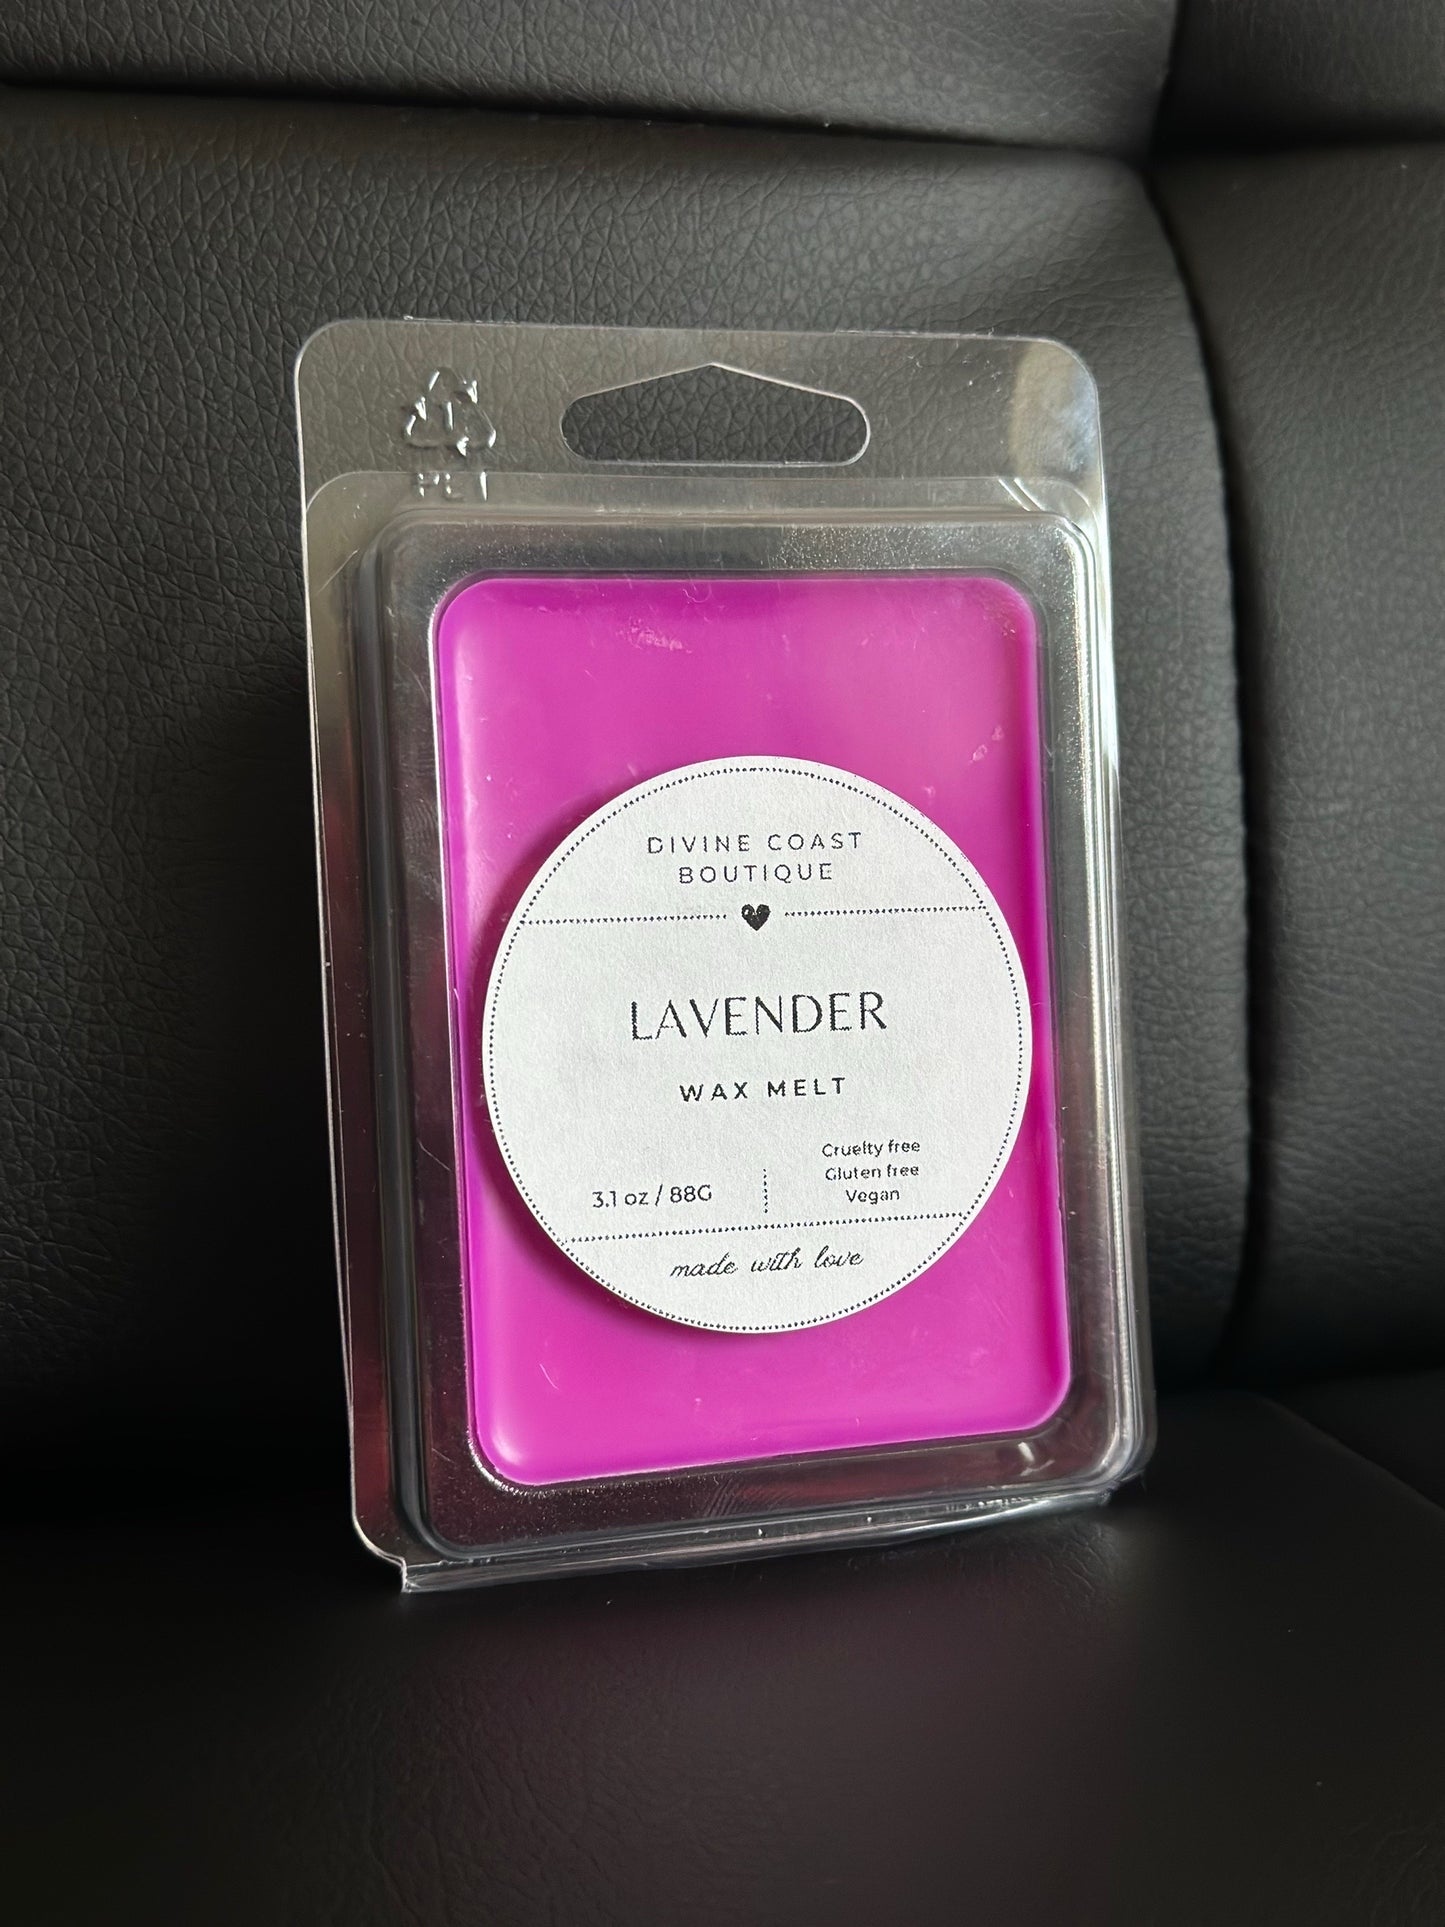 1
PET
DIVINE COAST
BOUTIQUE
LAVENDER
WAX MELT
3.1 oz / 88G
Cruelty free
Gluten free
Vegan
made with love